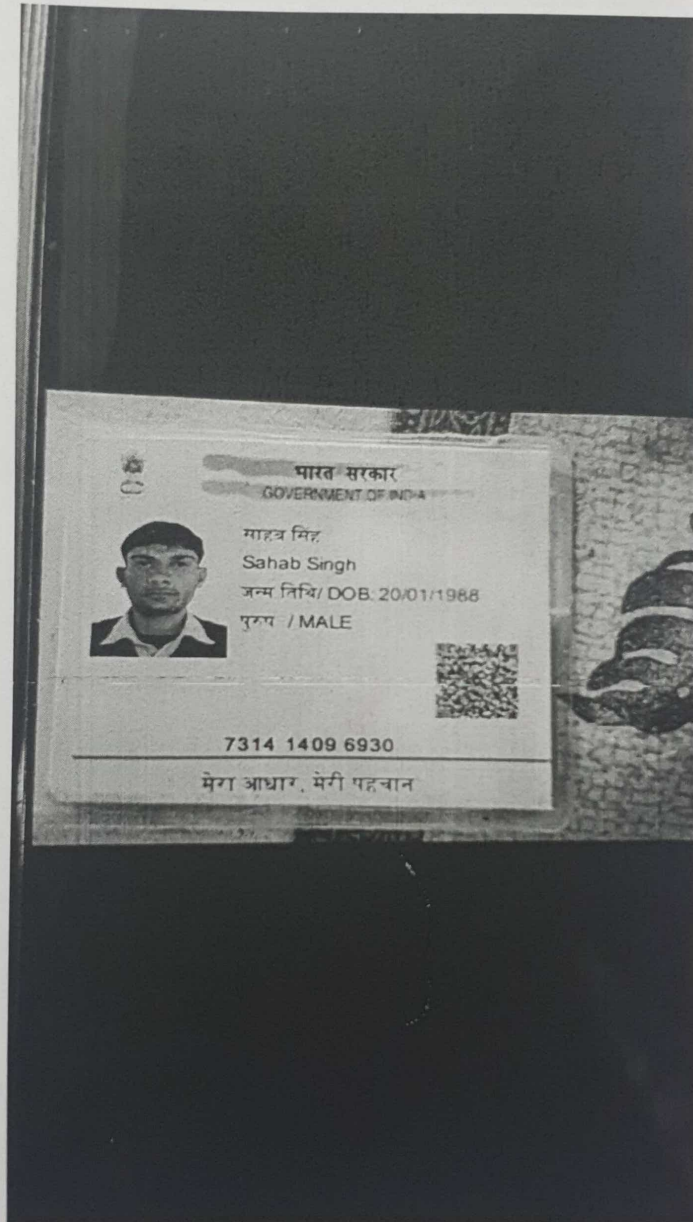 भारत सरकार
GOVERNMENT OF INDIA
साहब सिंह
Sahab Singh
जन्म तिथि/ DOB: 20/01/1988
पुरुष / MALE
7314 1409 6930
मेरा आधार, मेरी पहचान